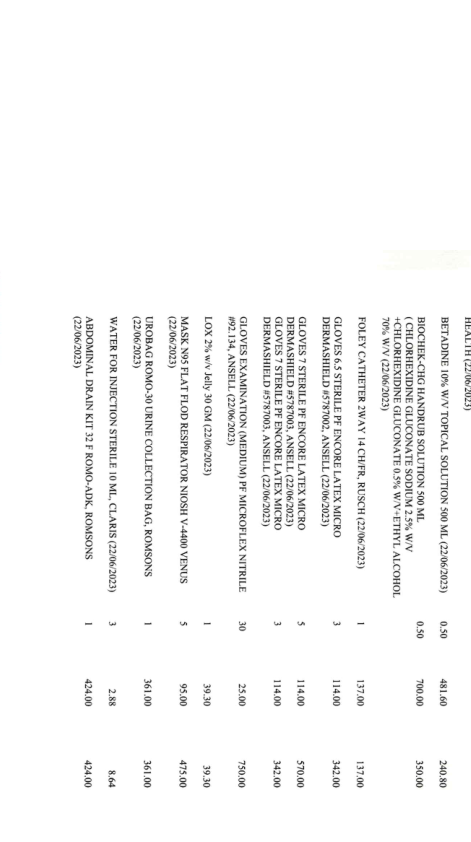 HEALTH (22/06/2023)
BETADINE 10% W/V TOPICAL SOLUTION 500 ML (22/06/2023) 0.50 481.60 240.80
BIOCHEK-CHG HANDRUB SOLUTION 500 ML 0.50 700.00 350.00
( CHLORHEXIDINE GLUCONATE SODIUM 2.5% W/V
+CHLORHEXIDINE GLUCONATE 0.5% W/V+ETHYL ALCOHOL
70% W/V (22/06/2023)
FOLEY CATHETER 2WAY 14 CH/FR, RUSCH (22/06/2023) 1 137.00 137.00
GLOVES 6.5 STERILE PF ENCORE LATEX MICRO 3 114.00 342.00
DERMASHIELD #5787002, ANSELL (22/06/2023)
GLOVES 7 STERILE PF ENCORE LATEX MICRO 5 114.00 570.00
DERMASHIELD #5787003, ANSELL (22/06/2023)
GLOVES 7 STERILE PF ENCORE LATEX MICRO 3 114.00 342.00
DERMASHIELD #5787003, ANSELL (22/06/2023)
GLOVES EXAMINATION (MEDIUM) PF MICROFLEX NITRILE 30 25.00 750.00
#92.134, ANSELL (22/06/2023)
LOX 2% w/v Jelly 30 GM (22/06/2023) 1 39.30 39.30
MASK N95 FLAT FLOD RESPIRATOR NIOSH V-4400 VENUS 5 95.00 475.00
(22/06/2023)
UROBAG ROMO-30 URINE COLLECTION BAG, ROMSONS 1 361.00 361.00
(22/06/2023)
WATER FOR INJECTION STERILE 10 ML, CLARIS (22/06/2023) 3 2.88 8.64
ABDOMINAL DRAIN KIT 32 F ROMO-ADK, ROMSONS 1 424.00 424.00
(22/06/2023)